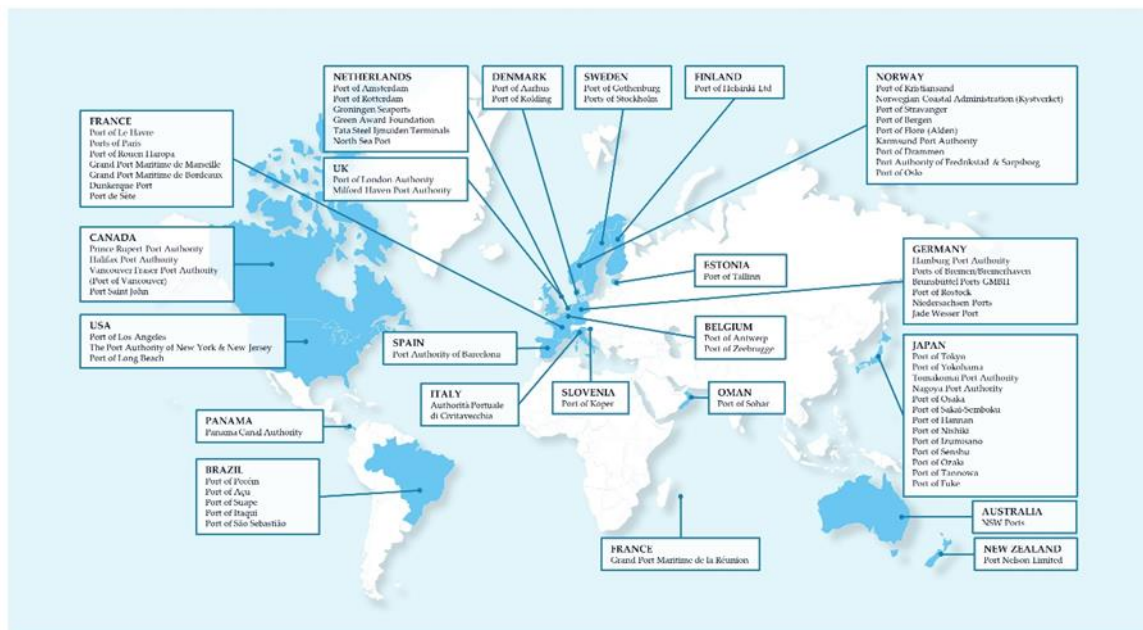 FRANCE
Port of Le Havre
Ports of Paris
Port of Rouen Haropa
Grand Port Maritime de Marseille
Grand Port Maritime de Bordeaux
Dunkerque Port
Port de Sète
NETHERLANDS
Port of Amsterdam
Port of Rotterdam
Groningen Seaports
Green Award Foundation
Tata Steel Ijmuiden Terminals
North Sea Port
UK
Port of London Authority
Milford Haven Port Authority
DENMARK
Port of Aarhus
Port of Kolding
SWEDEN
Port of Gothenburg
Ports of Stockholm
FINLAND
Port of Helsinki Ltd
NORWAY
Port of Kristiansand
Norwegian Coastal Administration (Kystverket)
Port of Stravanger
Port of Bergen
Port of Florø (Alden)
Karmsund Port Authority
Port of Drammen
Port Authority of Fredrikstad & Sarpsborg
Port of Oslo
CANADA
Prince Rupert Port Authority
Halifax Port Authority
Vancouver Fraser Port Authority
(Port of Vancouver)
Port Saint John
USA
Port of Los Angeles
The Port Authority of New York & New Jersey
Port of Long Beach
ESTONIA
Port of Tallinn
GERMANY
Hamburg Port Authority
Ports of Bremen/Bremerhaven
Brunsbüttel Ports GMBH
Port of Rostock
Niedersachsen Ports
Jade Wesser Port
SPAIN
Port Authority of Barcelona
BELGIUM
Port of Antwerp
Port of Zeebrugge
ITALY
Authorità Portuale
di Civitavecchia
SLOVENIA
Port of Koper
OMAN
Port of Sohar
JAPAN
Port of Tokyo
Port of Yokohama
Tomakomai Port Authority
Nagoya Port Authority
Port of Osaka
Port of Sakai-Semboku
Port of Hannan
Port of Nishiki
Port of Izumisano
Port of Senshu
Port of Ozaki
Port of Tannowa
Port of Fuke
PANAMA
Panama Canal Authority
BRAZIL
Port of Pecém
Port of Açu
Port of Suape
Port of Itaqui
Port of São Sebastião
FRANCE
Grand Port Maritime de la Réunion
AUSTRALIA
NSW Ports
NEW ZEALAND
Port Nelson Limited